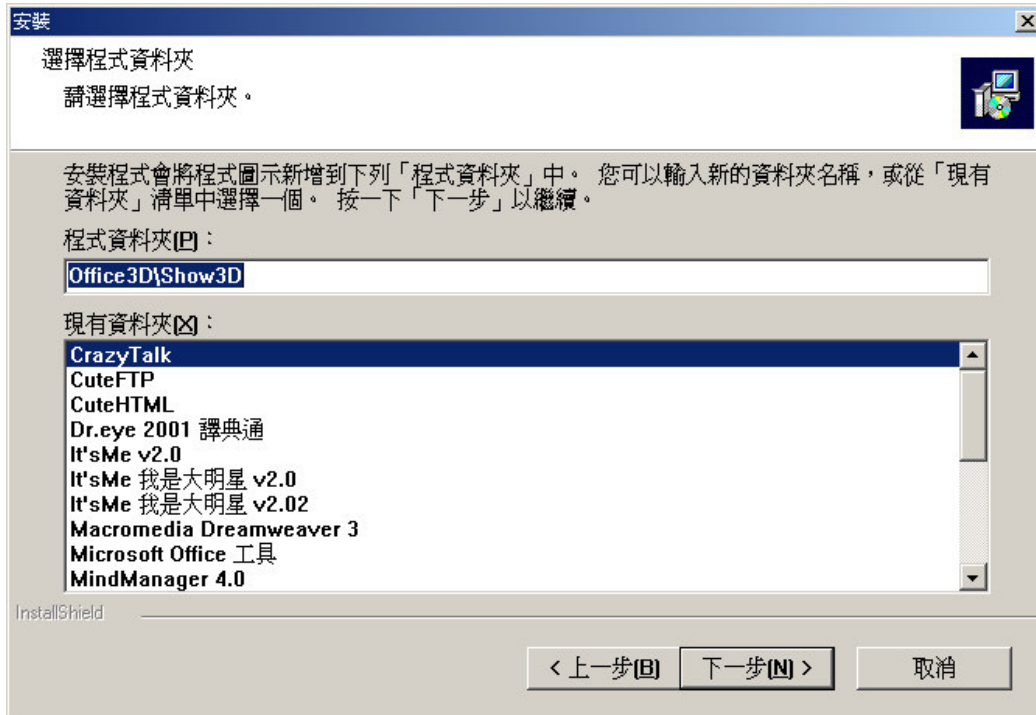 安裝
選擇程式資料夾
請選擇程式資料夾。
安裝程式會將程式圖示新增到下列「程式資料夾」中。 您可以輸入新的資料夾名稱，或從「現有
資料夾」清單中選擇一個。 按一下「下一步」以繼續。
程式資料夾(P)：
Office3D\Show3D
現有資料夾(X)：
CrazyTalk
CuteFTP
CuteHTML
Dr.eye 2001 譯典通
It'sMe v2.0
It'sMe 我是大明星 v2.0
It'sMe 我是大明星 v2.02
Macromedia Dreamweaver 3
Microsoft Office 工具
MindManager 4.0
InstallShield
< 上一步(B) 下一步(N) > 取消